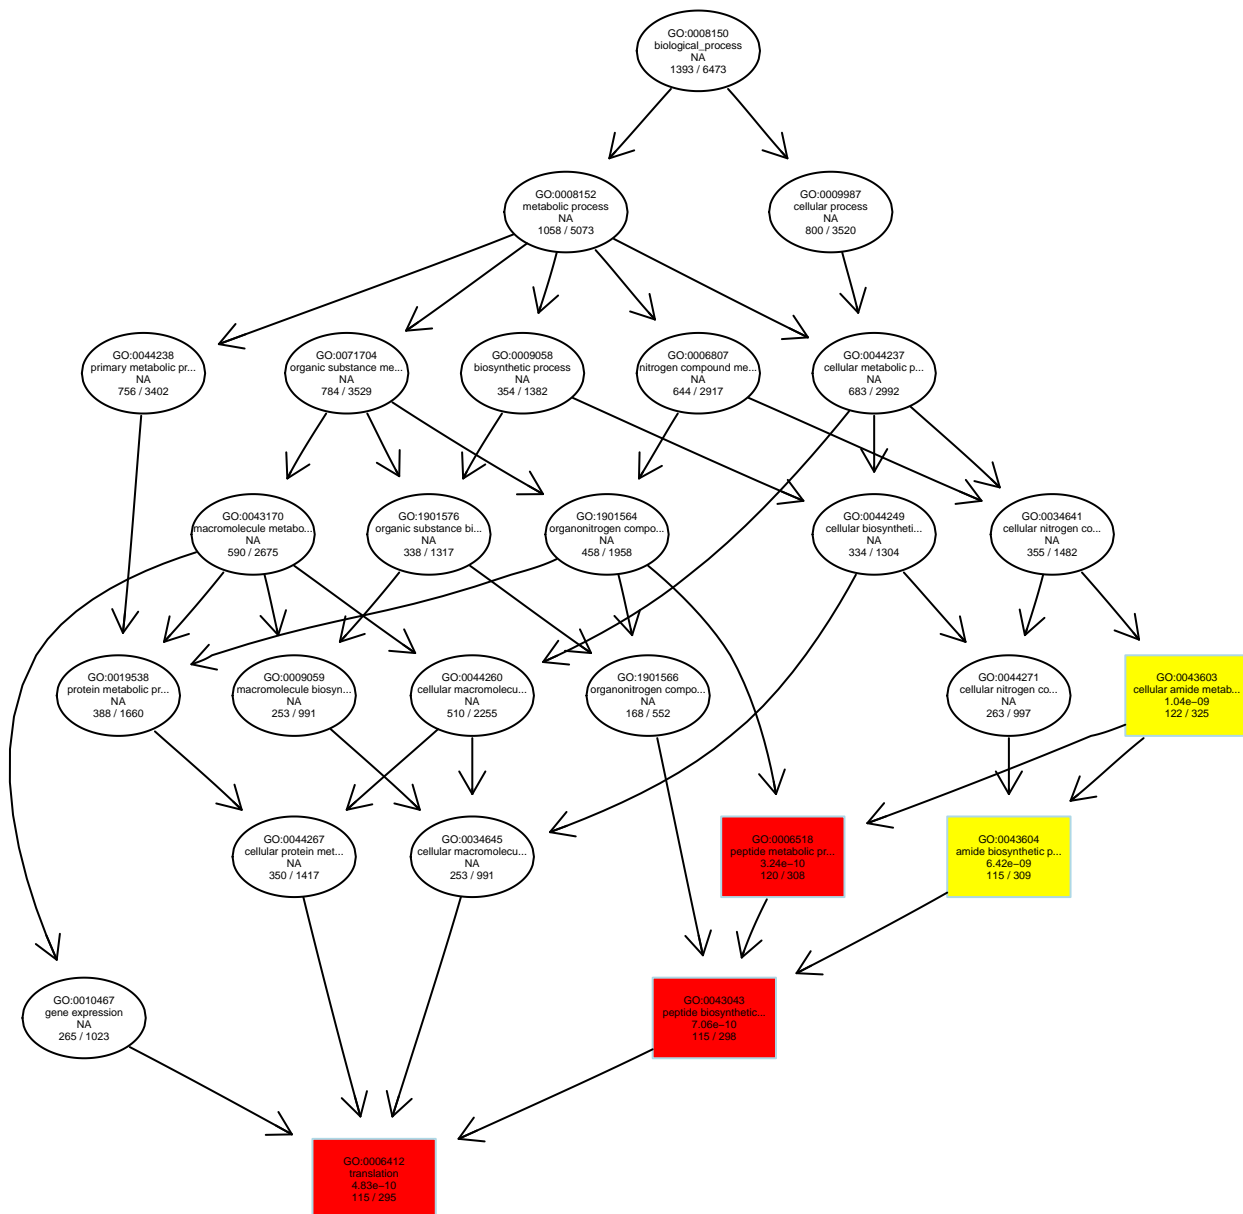 GO:0008150
biological_process
NA
1393 / 6473
GO:0008152
metabolic process
NA
1058 / 5073
GO:0009987
cellular process
NA
800 / 3520
GO:0044238
primary metabolic pr...
NA
756 / 3402
GO:0071704
organic substance me...
NA
784 / 3529
GO:0009058
biosynthetic process
NA
354 / 1382
GO:0006807
nitrogen compound me...
NA
644 / 2917
GO:0044237
cellular metabolic p...
NA
683 / 2992
GO:0043170
macromolecule metabo...
NA
590 / 2675
GO:1901576
organic substance bi...
NA
338 / 1317
GO:1901564
organonitrogen compo...
NA
458 / 1958
GO:0044249
cellular biosyntheti...
NA
334 / 1304
GO:0034641
cellular nitrogen co...
NA
355 / 1482
GO:0019538
protein metabolic pr...
NA
388 / 1660
GO:0009059
macromolecule biosyn...
NA
253 / 991
GO:0044260
cellular macromolecu...
NA
510 / 2255
GO:1901566
organonitrogen compo...
NA
168 / 552
GO:0044271
cellular nitrogen co...
NA
263 / 997
GO:0043603
cellular amide metab...
1.04e−09
122 / 325
GO:0044267
cellular protein met...
NA
350 / 1417
GO:0034645
cellular macromolecu...
NA
253 / 991
GO:0006518
peptide metabolic pr...
3.24e−10
120 / 308
GO:0043604
amide biosynthetic p...
6.42e−09
115 / 309
GO:0010467
gene expression
NA
265 / 1023
GO:0043043
peptide biosynthetic...
7.06e−10
115 / 298
GO:0006412
translation
4.83e−10
115 / 295